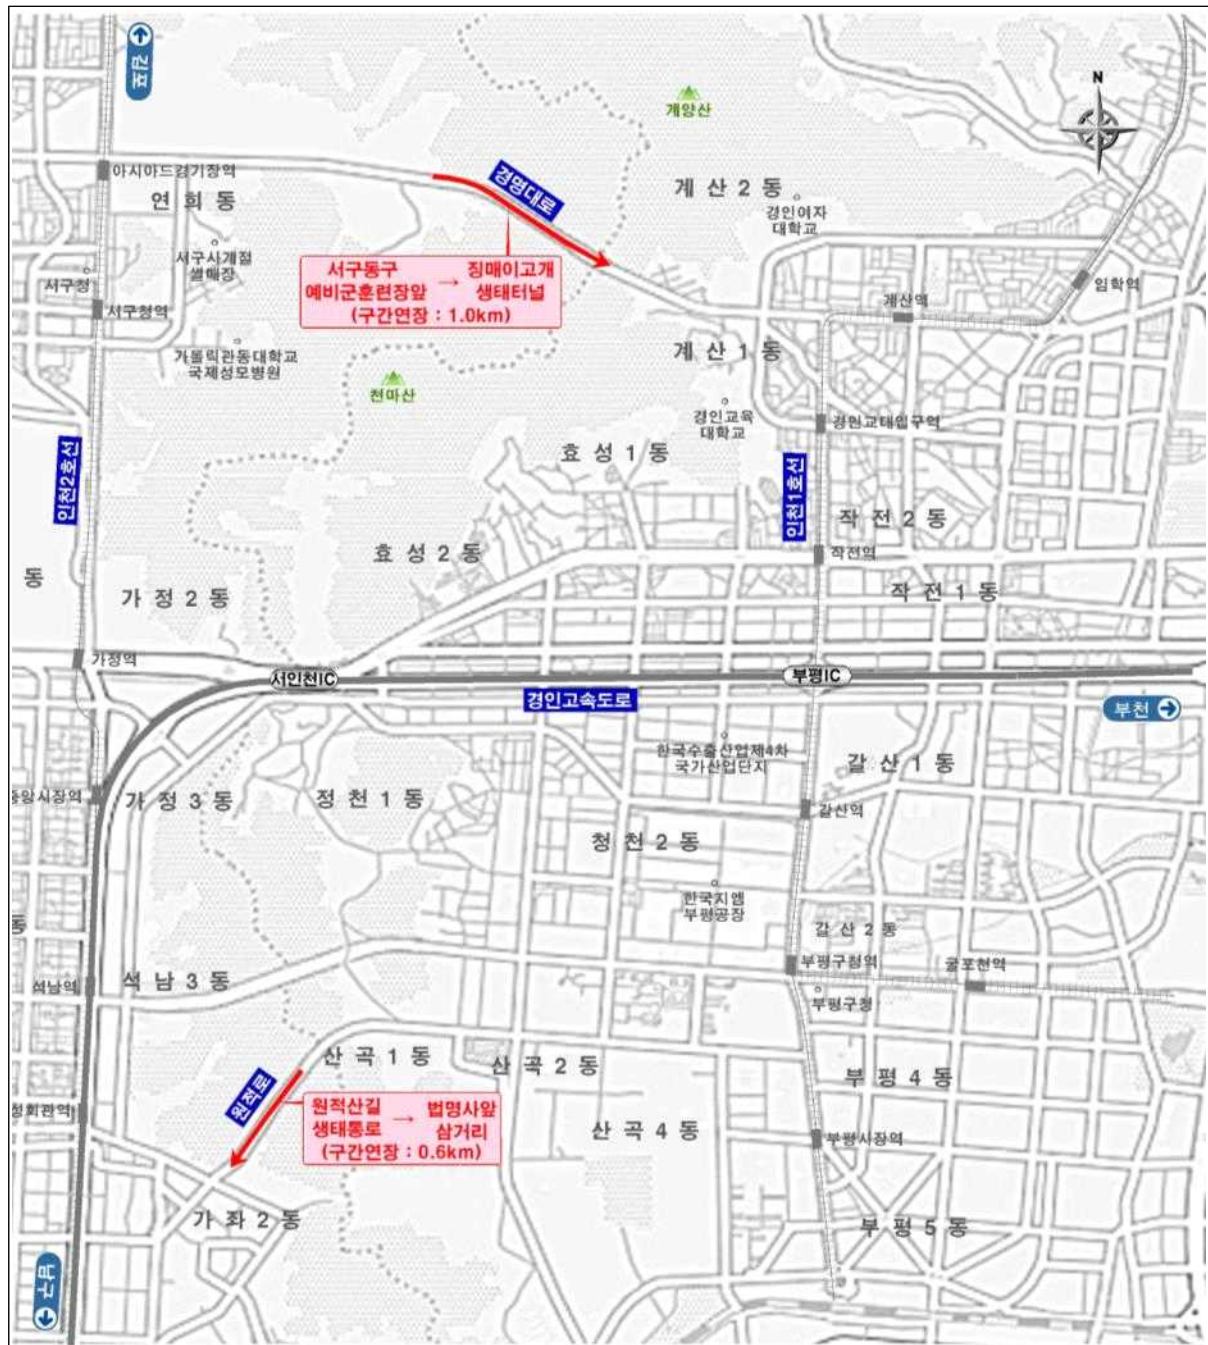 김포
N
계양산
아시아드경기장역
연희동
경명대로
계산2동
경인여자
대학교
서구사계절
썰매장
서구청
서구동구
예비군훈련장앞
→
징매이고개
생태터널
(구간연장 : 1.0km)
임학역
계산역
서구청역
가톨릭관동대학교
국제성모병원
계산1동
천마산
경인교육
대학교
경인교대입구역
효성1동
인천2호선
인천1호선
작전2동
효성2동
작전역
동
가정2동
작전1동
가정역
서인천IC
부평IC
경인고속도로
부천
한국수출산업제4차
국가산업단지
갈산1동
중앙시장역
가정3동
청천1동
갈산역
청천2동
한국지엠
부평공장
동
갈산2동
석남3동
부평구청역
굴포천역
석남역
부평구청
산곡1동
산곡2동
부평4동
원적로
원적산길
생태통로
→
법명사앞
삼거리
(구간연장 : 0.6km)
정회관역
산곡4동
부평시장역
가좌2동
부평5동